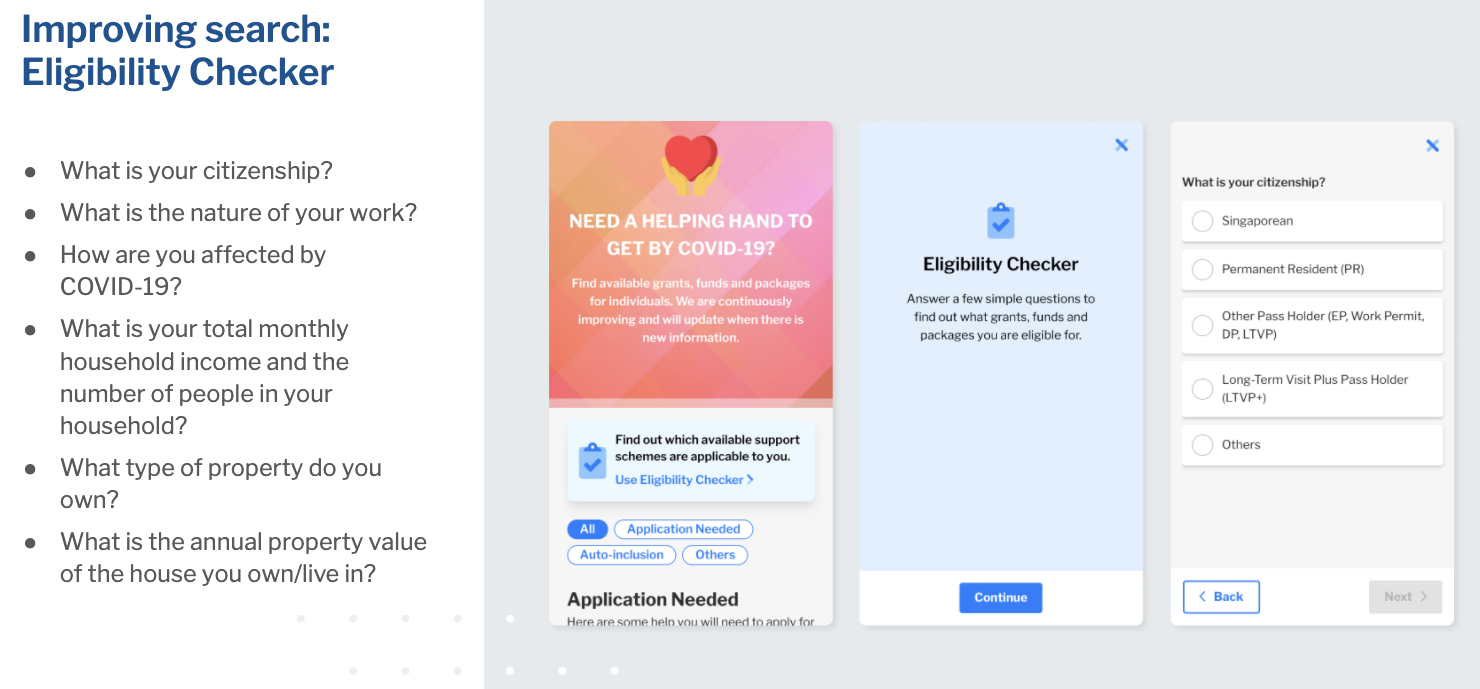 Improving search:
Eligibility Checker
● What is your citizenship?
● What is the nature of your work?
● How are you affected by
COVID-19?
● What is your total monthly
household income and the
number of people in your
household?
● What type of property do you
own?
● What is the annual property value
of the house you own/live in?
NEED A HELPING HAND TO
GET BY COVID-19?
Find available grants, funds and packages
for individuals. We are continuously
improving and will update when there is
new information.
Find out which available support
schemes are applicable to you.
Use Eligibility Checker >
All
Application Needed
Auto-inclusion
Others
Application Needed
Here are some help you will need to apply for
Eligibility Checker
Answer a few simple questions to
find out what grants, funds and
packages you are eligible for.
Continue
What is your citizenship?
Singaporean
Permanent Resident (PR)
Other Pass Holder (EP, Work Permit,
DP, LTVP)
Long-Term Visit Plus Pass Holder
(LTVP+)
Others
< Back
Next >